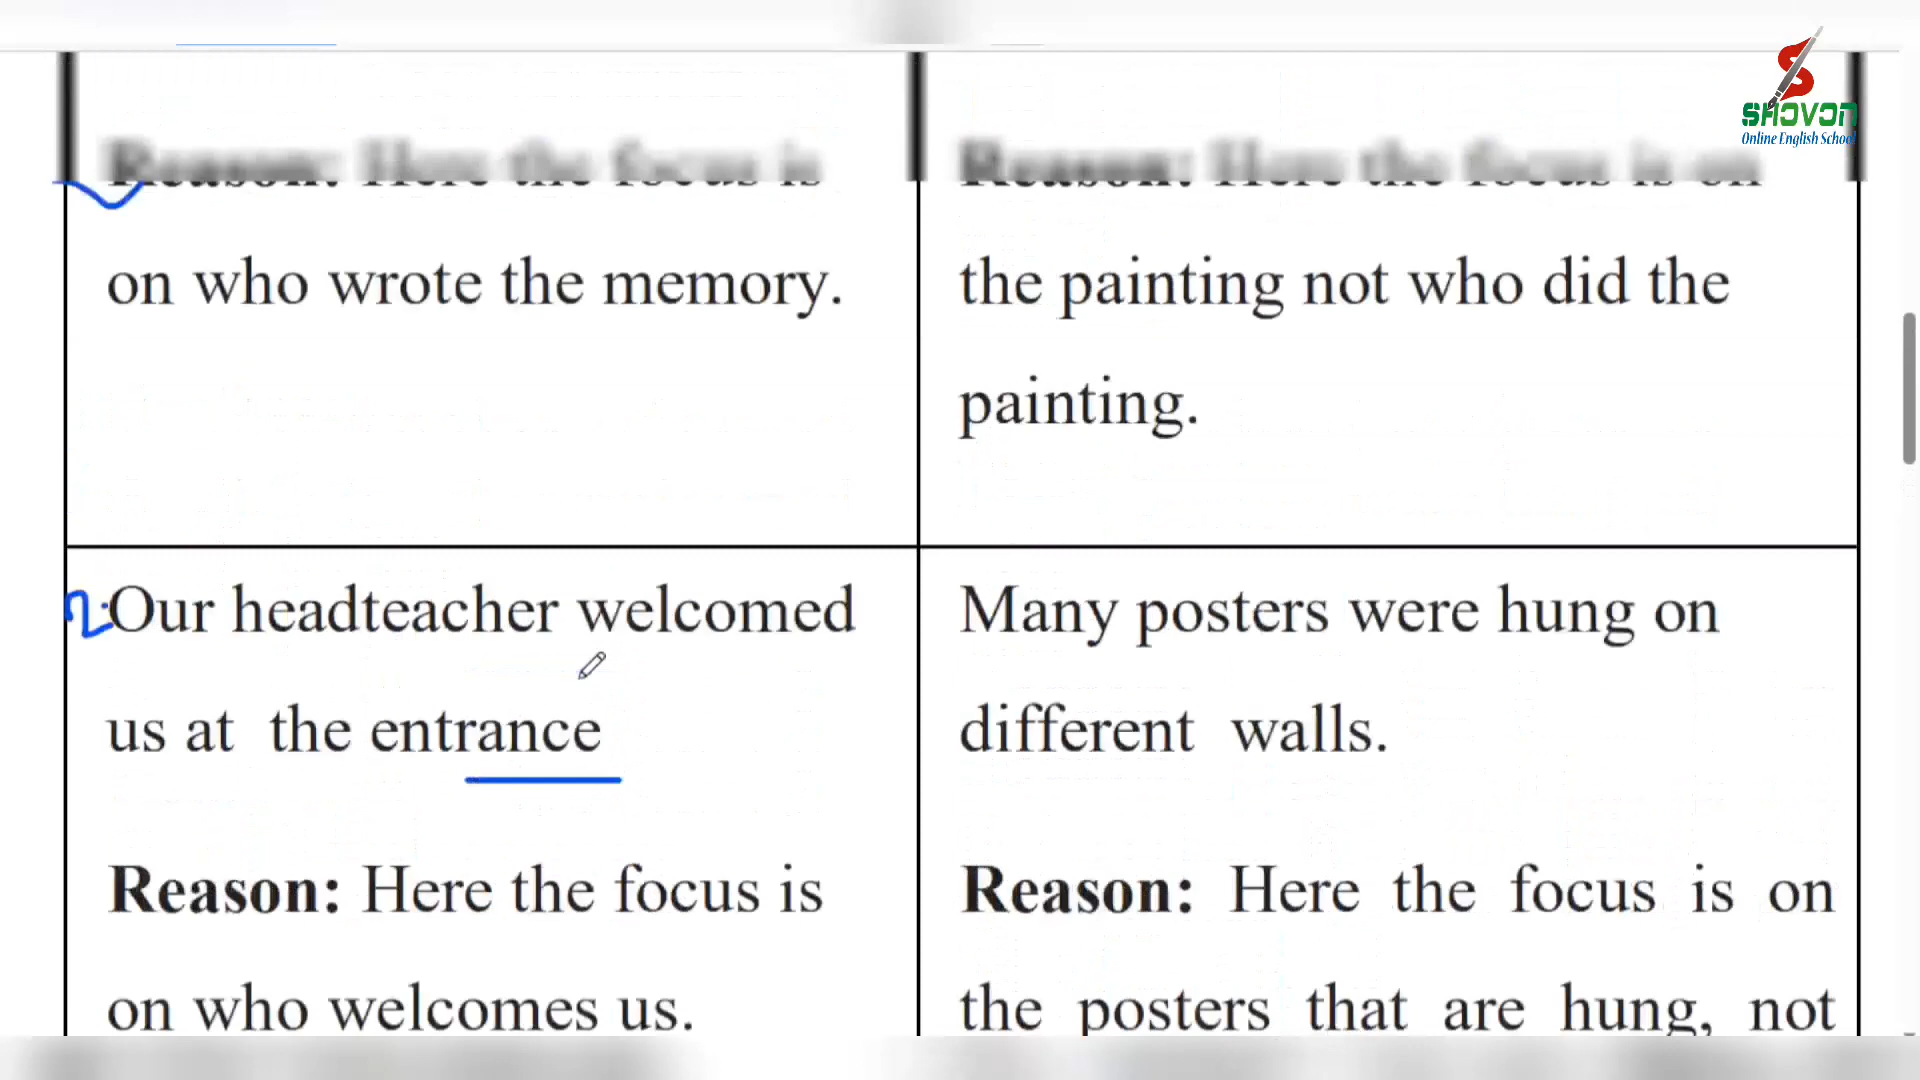 SHOVON
Online English School
Reason: Here the focus is
on who wrote the memory.
Reason: Here the focus is on
the painting not who did the
painting.
2. Our headteacher welcomed
us at the entrance
Reason: Here the focus is
on who welcomes us.
Many posters were hung on
different walls.
Reason: Here the focus is on
the posters that are hung, not